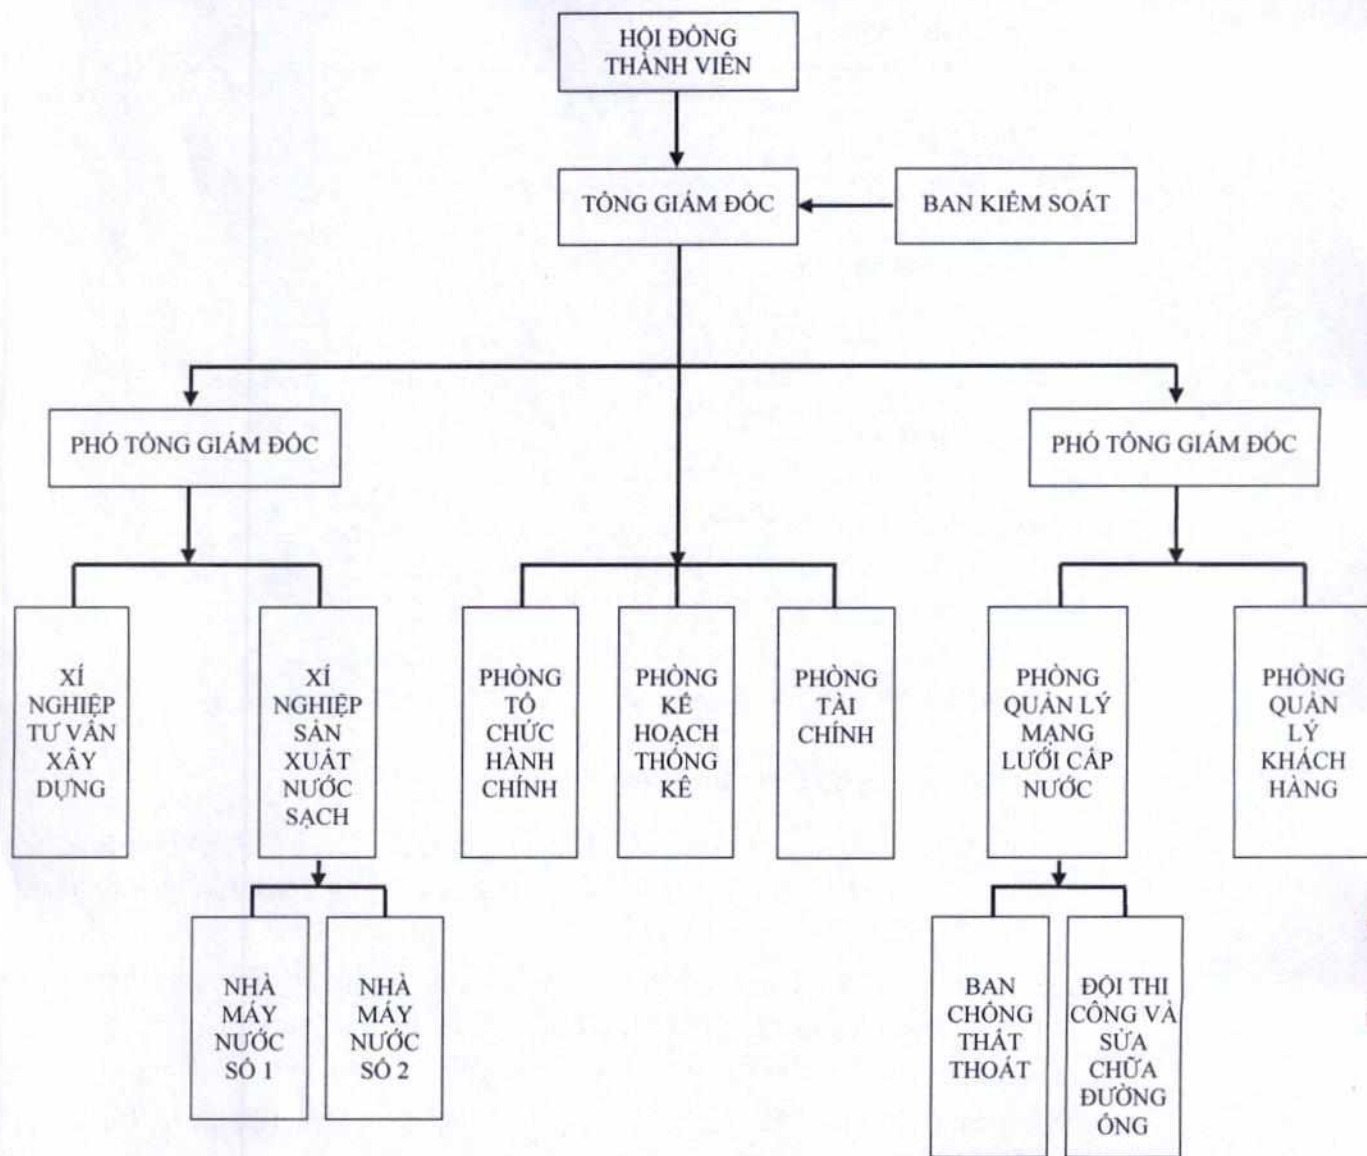 HỘI ĐỒNG
THÀNH VIÊN
TỔNG GIÁM ĐỐC
BAN KIỂM SOÁT
PHÓ TỔNG GIÁM ĐỐC
PHÓ TỔNG GIÁM ĐỐC
XÍ
NGHIỆP
TƯ VẤN
XÂY
DỰNG
XÍ
NGHIỆP
SẢN
XUẤT
NƯỚC
SẠCH
PHÒNG
TỔ
CHỨC
HÀNH
CHÍNH
PHÒNG
KẾ
HOẠCH
THỐNG
KÊ
PHÒNG
TÀI
CHÍNH
PHÒNG
QUẢN LÝ
MẠNG
LƯỚI CẤP
NƯỚC
PHÒNG
QUẢN
LÝ
KHÁCH
HÀNG
NHÀ
MÁY
NƯỚC
SỐ 1
NHÀ
MÁY
NƯỚC
SỐ 2
BAN
CHỐNG
THẤT
THOÁT
ĐỘI THI
CÔNG VÀ
SỬA
CHỮA
ĐƯỜNG
ỐNG